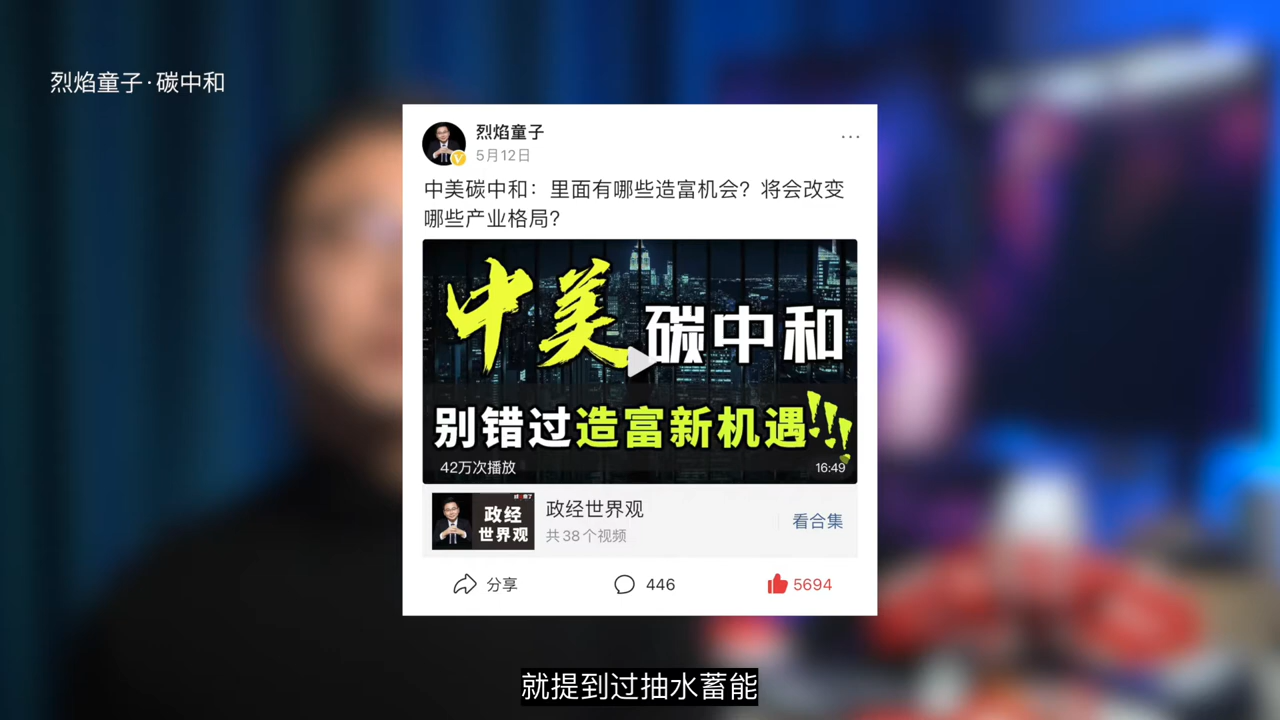 烈焰童子·碳中和
烈焰童子
5月12日
中美碳中和：里面有哪些造富机会？将会改变
哪些产业格局？
中美碳中和
别错过造富新机遇!!!
42万次播放
16:49
政经
世界观
政经世界观
共38个视频
看合集
分享
446
5694
就提到过抽水蓄能